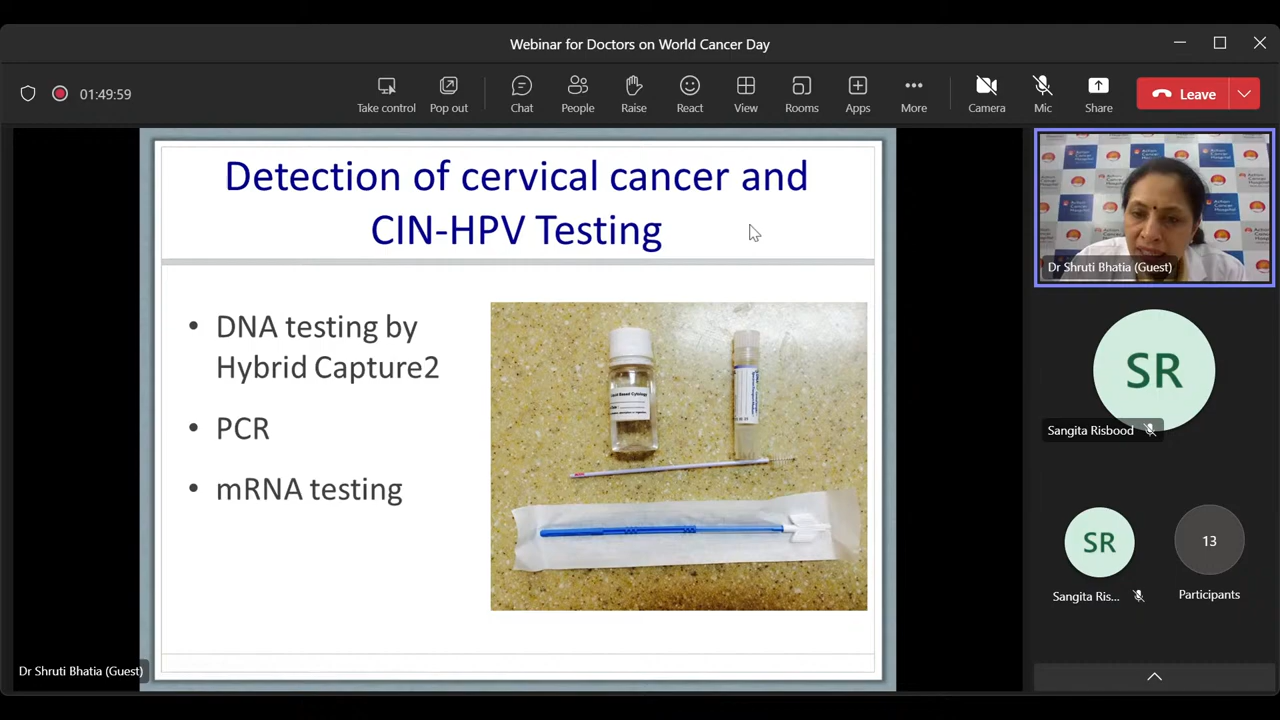 Webinar for Doctors on World Cancer Day
01:49:59
Take control
Pop out
Chat
People
Raise
React
View
Rooms
Apps
More
Camera
Mic
Share
Leave
Detection of cervical cancer and
CIN-HPV Testing
• DNA testing by
Hybrid Capture2
• PCR
• mRNA testing
Dr Shruti Bhatia (Guest)
Action
Cancer
Hospital
Dr Shruti Bhatia (Guest)
SR
Sangita Risbood
SR
Sangita Ris...
13
Participants